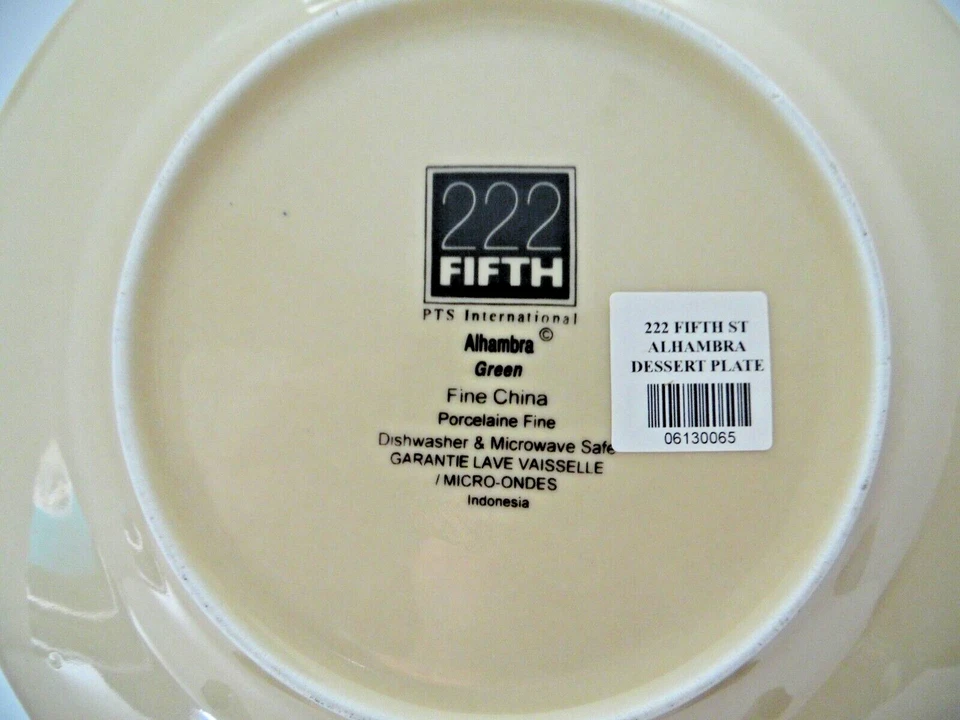 222
FIFTH
PTS International
Alhambra ©
Green
Fine China
Porcelaine Fine
Dishwasher & Microwave Safe
GARANTIE LAVE VAISSELLE
/ MICRO-ONDES
Indonesia
222 FIFTH ST
ALHAMBRA
DESSERT PLATE
06130065